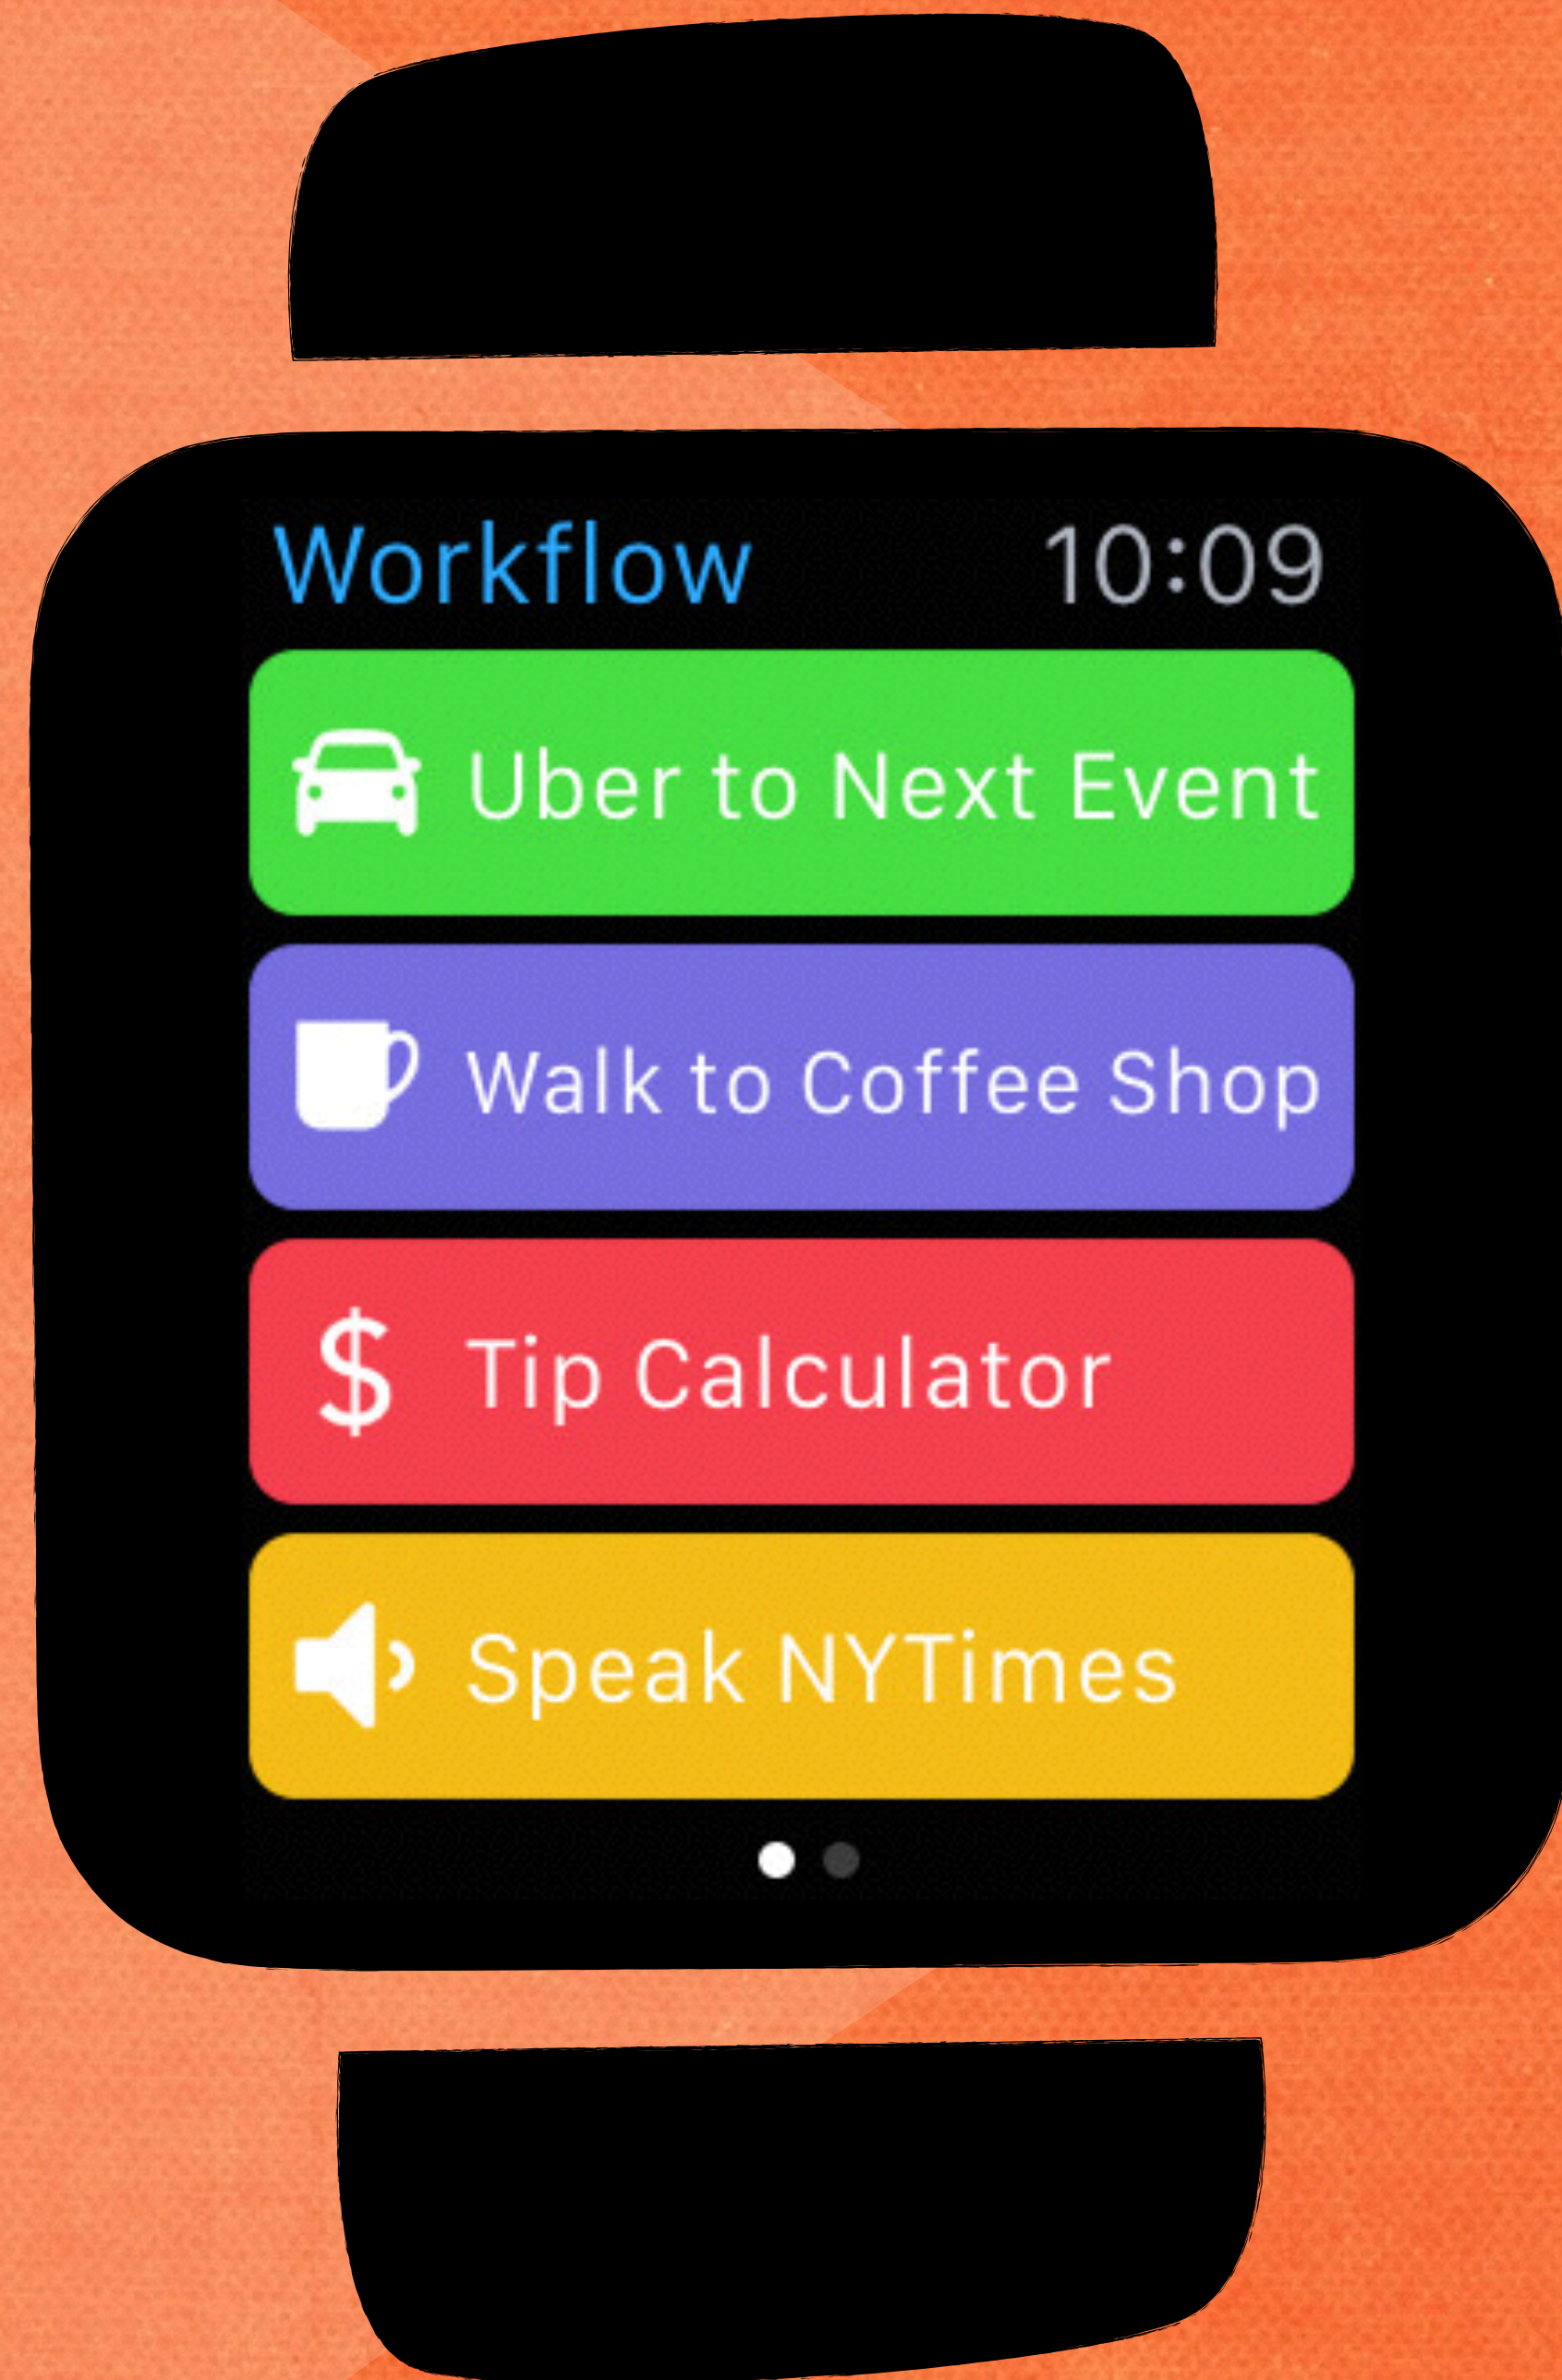 Workflow 10:09
Uber to Next Event
Walk to Coffee Shop
$ Tip Calculator
Speak NYTimes